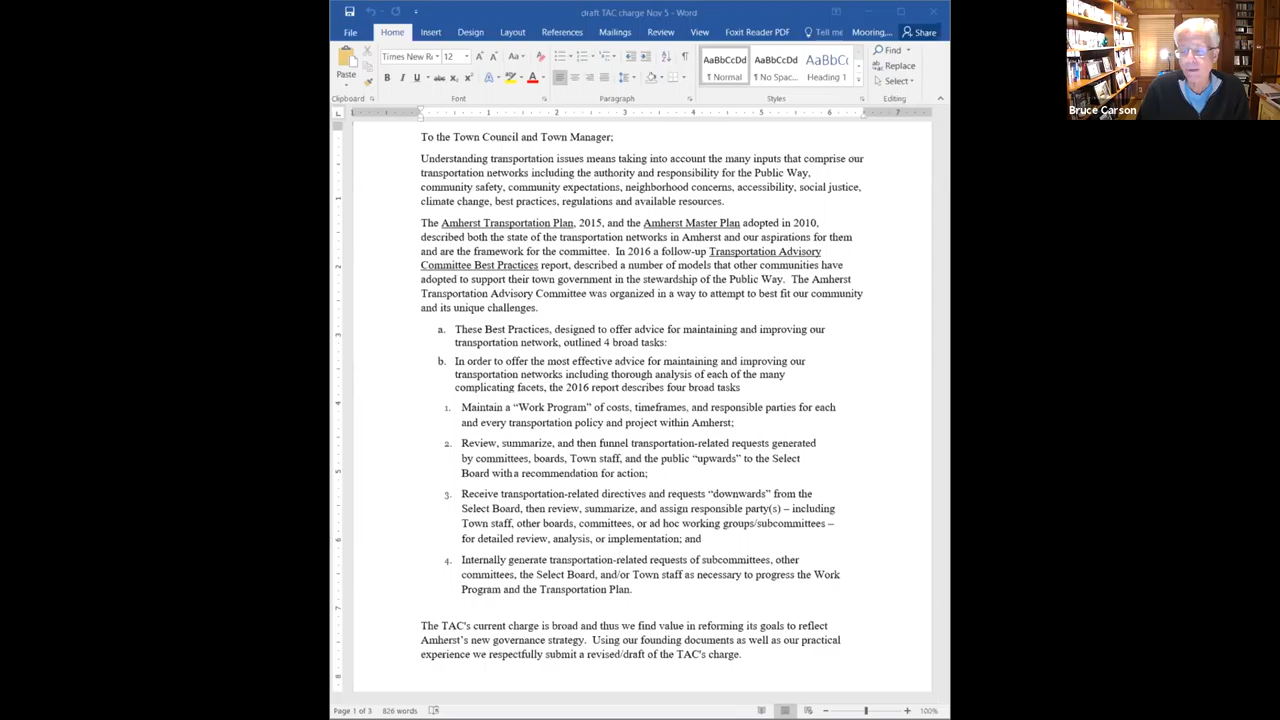 draft TAC charge Nov 5 - Word
File Home Insert Design Layout References Mailings Review View Foxit Reader PDF Tell me Mooring,... Share
Times New Ro 12
Paste
B I U abc X₂ X² A A
AaBbCcDd AaBbCcDd AaBbCc
¶ Normal ¶ No Spac... Heading 1
Find
Replace
Select
Clipboard Font Paragraph Styles Editing
Bruce Carson
1 2 3 4 5 6 7
To the Town Council and Town Manager;
Understanding transportation issues means taking into account the many inputs that comprise our
transportation networks including the authority and responsibility for the Public Way,
community safety, community expectations, neighborhood concerns, accessibility, social justice,
climate change, best practices, regulations and available resources.
The Amherst Transportation Plan, 2015, and the Amherst Master Plan adopted in 2010,
described both the state of the transportation networks in Amherst and our aspirations for them
and are the framework for the committee. In 2016 a follow-up Transportation Advisory
Committee Best Practices report, described a number of models that other communities have
adopted to support their town government in the stewardship of the Public Way. The Amherst
Transportation Advisory Committee was organized in a way to attempt to best fit our community
and its unique challenges.
a. These Best Practices, designed to offer advice for maintaining and improving our
transportation network, outlined 4 broad tasks:
b. In order to offer the most effective advice for maintaining and improving our
transportation networks including thorough analysis of each of the many
complicating facets, the 2016 report describes four broad tasks
1. Maintain a “Work Program” of costs, timeframes, and responsible parties for each
and every transportation policy and project within Amherst;
2. Review, summarize, and then funnel transportation-related requests generated
by committees, boards, Town staff, and the public “upwards” to the Select
Board with a recommendation for action;
3. Receive transportation-related directives and requests “downwards” from the
Select Board, then review, summarize, and assign responsible party(s) – including
Town staff, other boards, committees, or ad hoc working groups/subcommittees –
for detailed review, analysis, or implementation; and
4. Internally generate transportation-related requests of subcommittees, other
committees, the Select Board, and/or Town staff as necessary to progress the Work
Program and the Transportation Plan.
The TAC's current charge is broad and thus we find value in reforming its goals to reflect
Amherst’s new governance strategy. Using our founding documents as well as our practical
experience we respectfully submit a revised/draft of the TAC's charge.
Page 1 of 3 826 words 100%